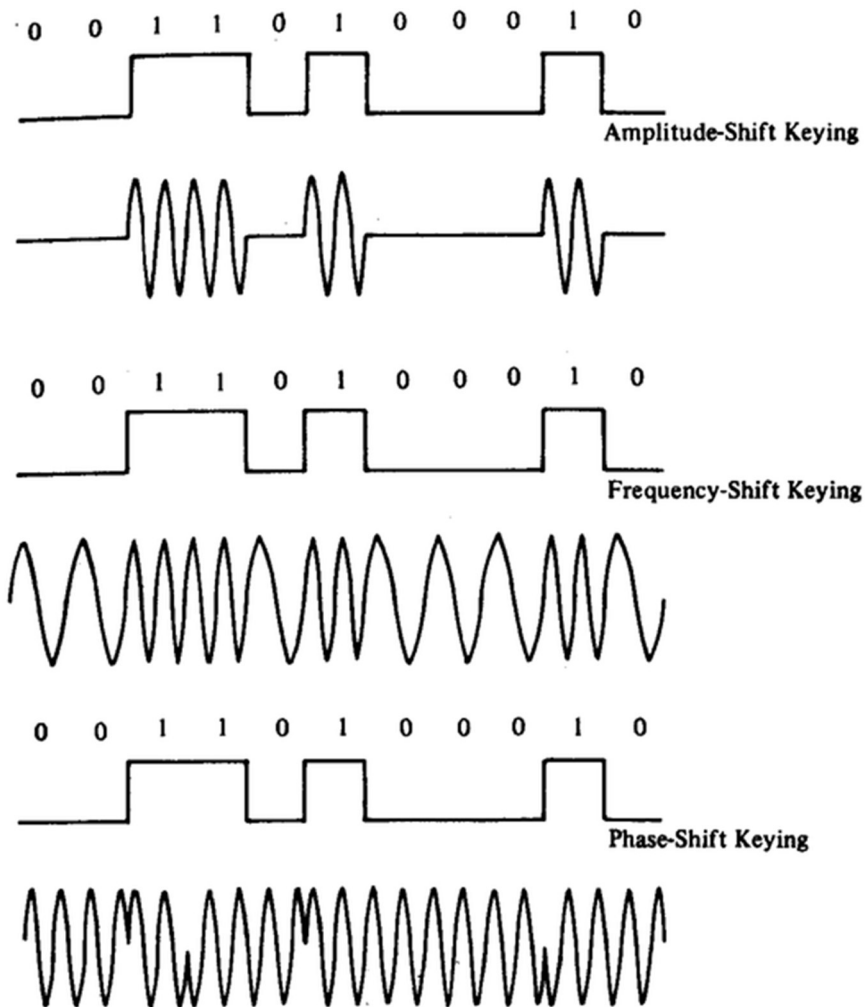 0 0 1 1 0 1 0 0 0 1 0
Amplitude-Shift Keying
0 0 1 1 0 1 0 0 0 1 0
Frequency-Shift Keying
0 0 1 1 0 1 0 0 0 1 0
Phase-Shift Keying